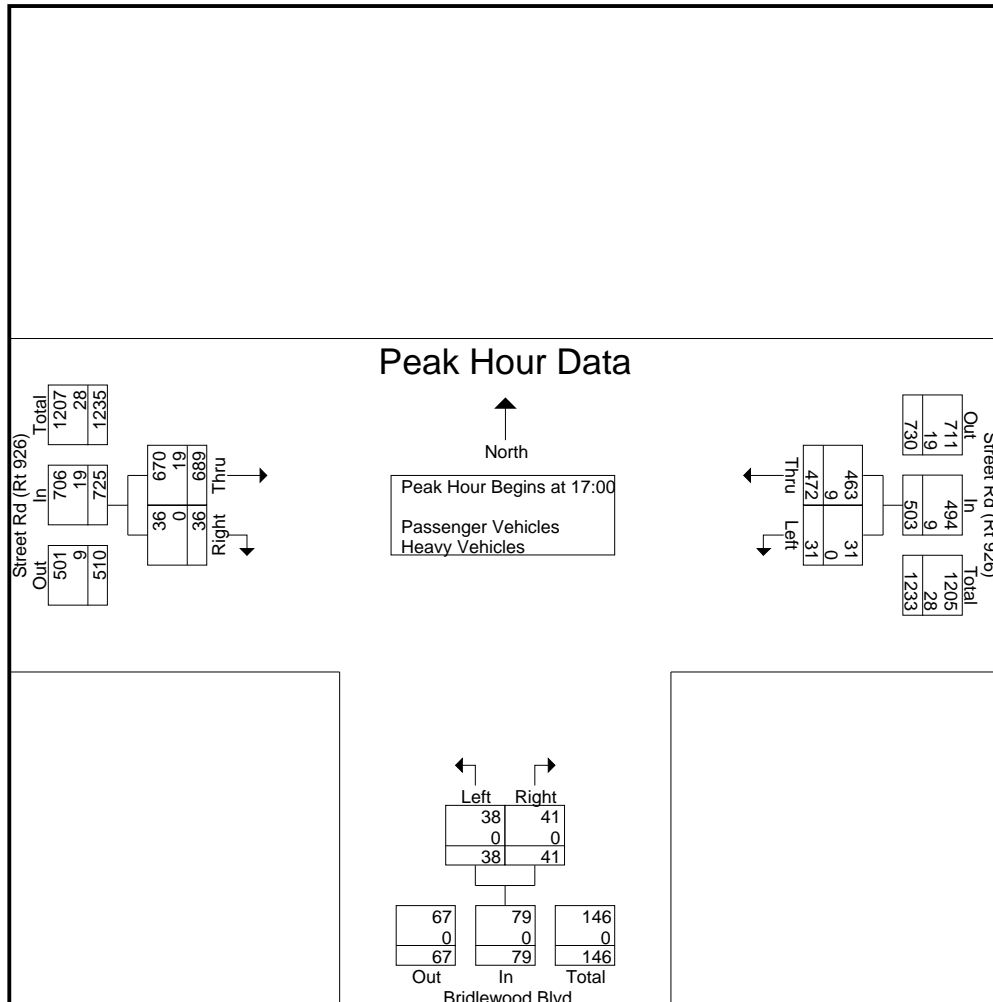 Peak Hour Data
North
Peak Hour Begins at 17:00
Passenger Vehicles
Heavy Vehicles
Street Rd (Rt 926)
Total
1207
28
1235
In
706
19
725
Out
501
9
510
Thru
670
19
689
Right
36
0
36
Street Rd (Rt 926)
Out
711
19
730
In
494
9
503
Total
1205
28
1233
Thru
463
9
472
Left
31
0
31
Left Right
38 41
0 0
38 41
67 79 146
0 0 0
67 79 146
Out In Total
Bridlewood Blvd